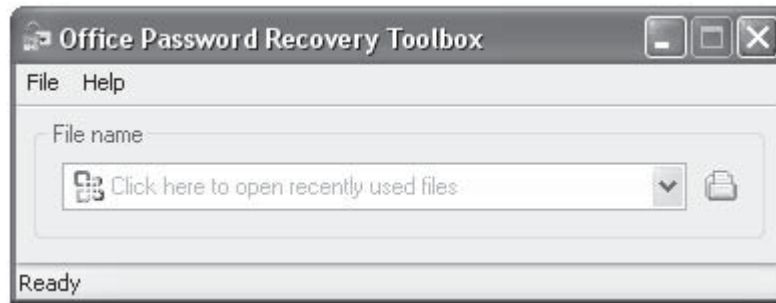 Office Password Recovery Toolbox
File Help
File name
Click here to open recently used files
Ready